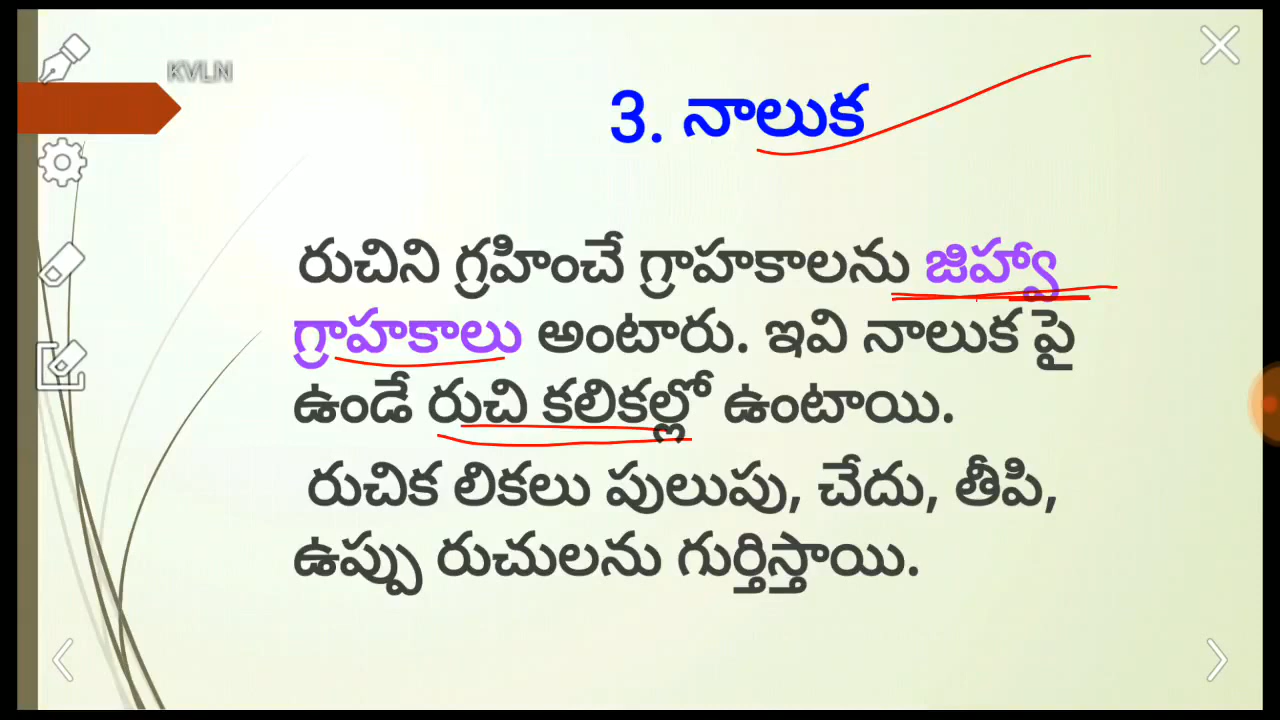 KVLN
3. నాలుక
రుచిని గ్రహించే గ్రాహకాలను జిహ్వా
గ్రాహకాలు అంటారు. ఇవి నాలుక పై
ఉండే రుచి కలికల్లో ఉంటాయి.
రుచిక లికలు పులుపు, చేదు, తీపి,
ఉప్పు రుచులను గుర్తిస్తాయి.